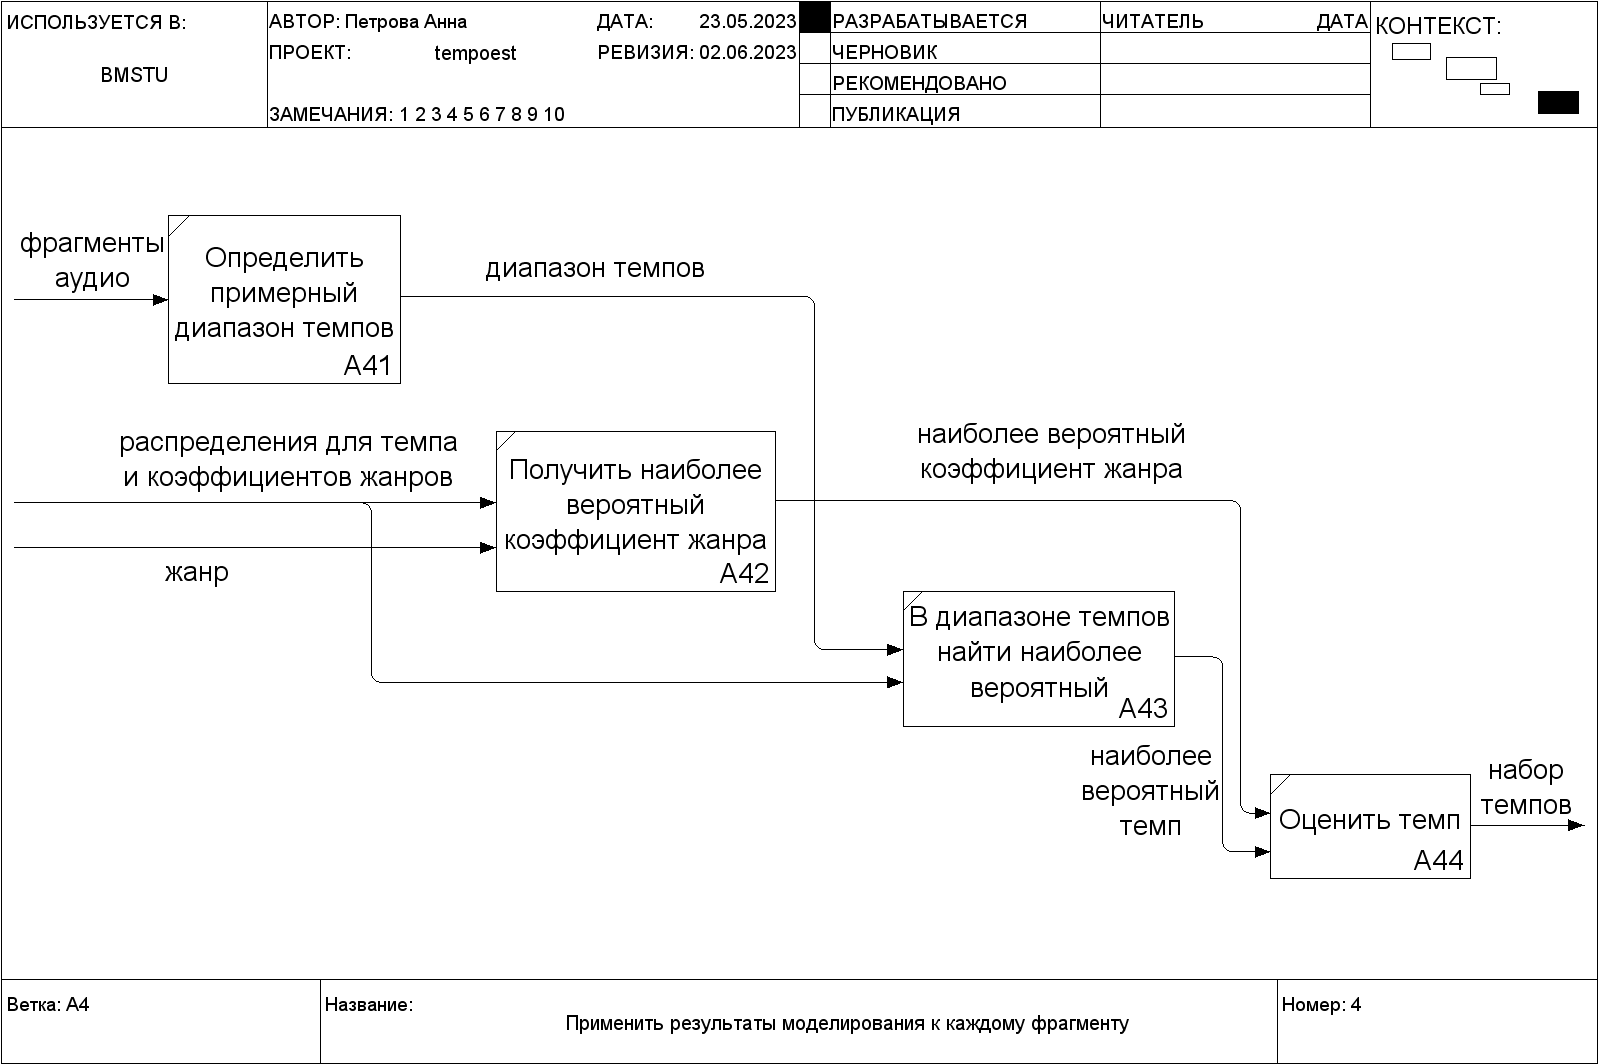 ИСПОЛЬЗУЕТСЯ В:
BMSTU
АВТОР: Петрова Анна
ДАТА: 23.05.2023
ПРОЕКТ: tempoest
РЕВИЗИЯ: 02.06.2023
ЗАМЕЧАНИЯ: 1 2 3 4 5 6 7 8 9 10
РАЗРАБАТЫВАЕТСЯ
ЧЕРНОВИК
РЕКОМЕНДОВАНО
ПУБЛИКАЦИЯ
ЧИТАТЕЛЬ
ДАТА
КОНТЕКСТ:
фрагменты
аудио
Определить
примерный
диапазон темпов
A41
диапазон темпов
распределения для темпа
и коэффициентов жанров
жанр
Получить наиболее
вероятный
коэффициент жанра
A42
наиболее вероятный
коэффициент жанра
В диапазоне темпов
найти наиболее
вероятный
A43
наиболее
вероятный
темп
Оценить темп
A44
набор
темпов
Ветка: A4
Название:
Применить результаты моделирования к каждому фрагменту
Номер: 4